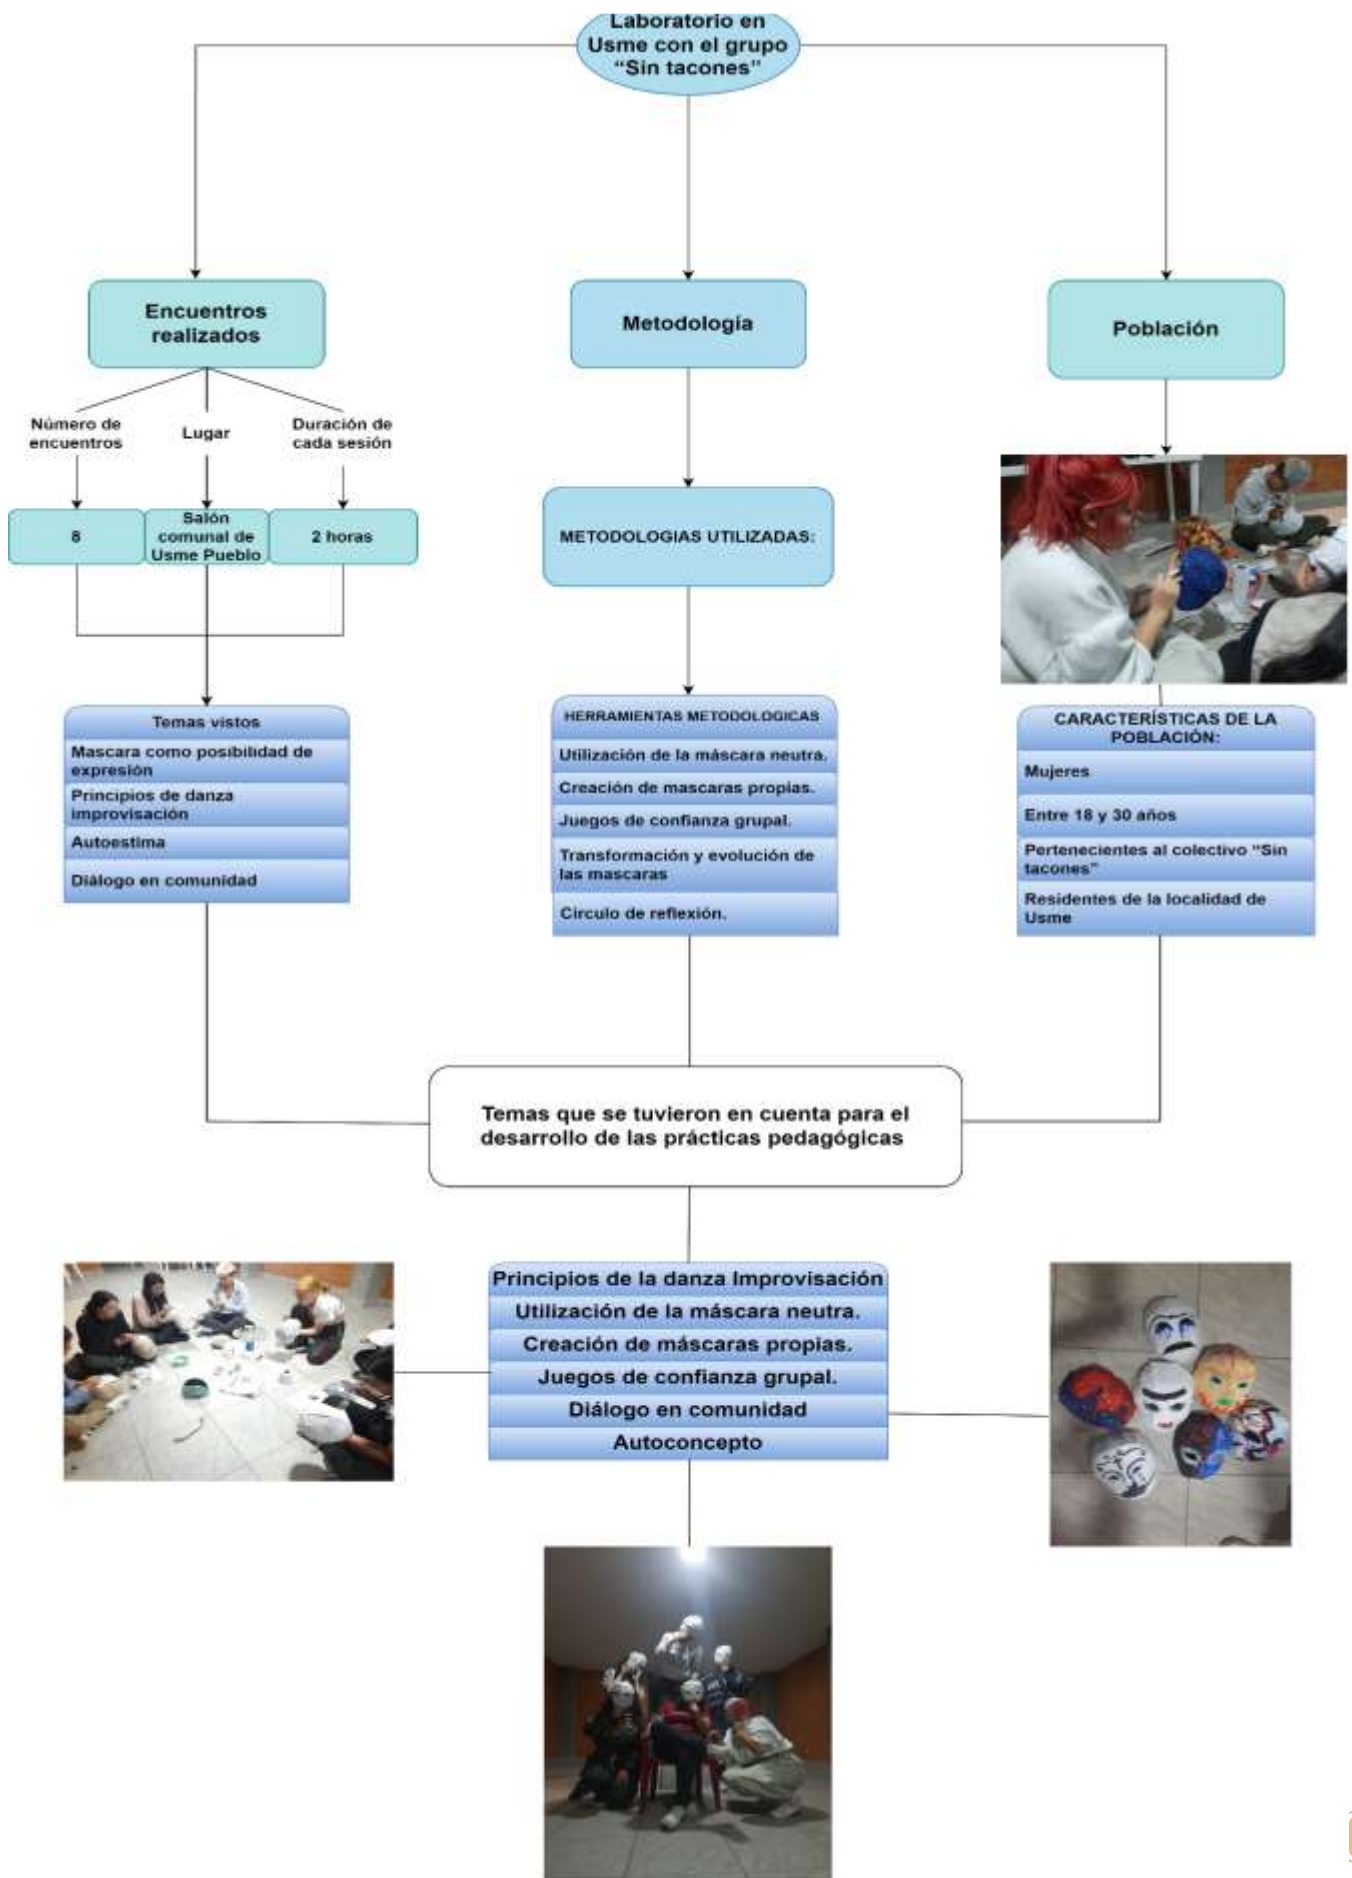 Laboratorio en
Usme con el grupo
“Sin tacones”
Encuentros
realizados
Metodología
Población
Número de
encuentros
Lugar
Duración de
cada sesión
8
Salón
comunal de
Usme Pueblo
2 horas
METODOLOGIAS UTILIZADAS:
Temas vistos
Mascara como posibilidad de
expresión
Principios de danza
improvisación
Autoestima
Diálogo en comunidad
HERRAMIENTAS METODOLOGICAS
Utilización de la máscara neutra.
Creación de mascaras propias.
Juegos de confianza grupal.
Transformación y evolución de
las mascaras
Circulo de reflexión.
CARACTERÍSTICAS DE LA
POBLACIÓN:
Mujeres
Entre 18 y 30 años
Pertenecientes al colectivo “Sin
tacones”
Residentes de la localidad de
Usme
Temas que se tuvieron en cuenta para el
desarrollo de las prácticas pedagógicas
Principios de la danza Improvisación
Utilización de la máscara neutra.
Creación de máscaras propias.
Juegos de confianza grupal.
Diálogo en comunidad
Autoconcepto